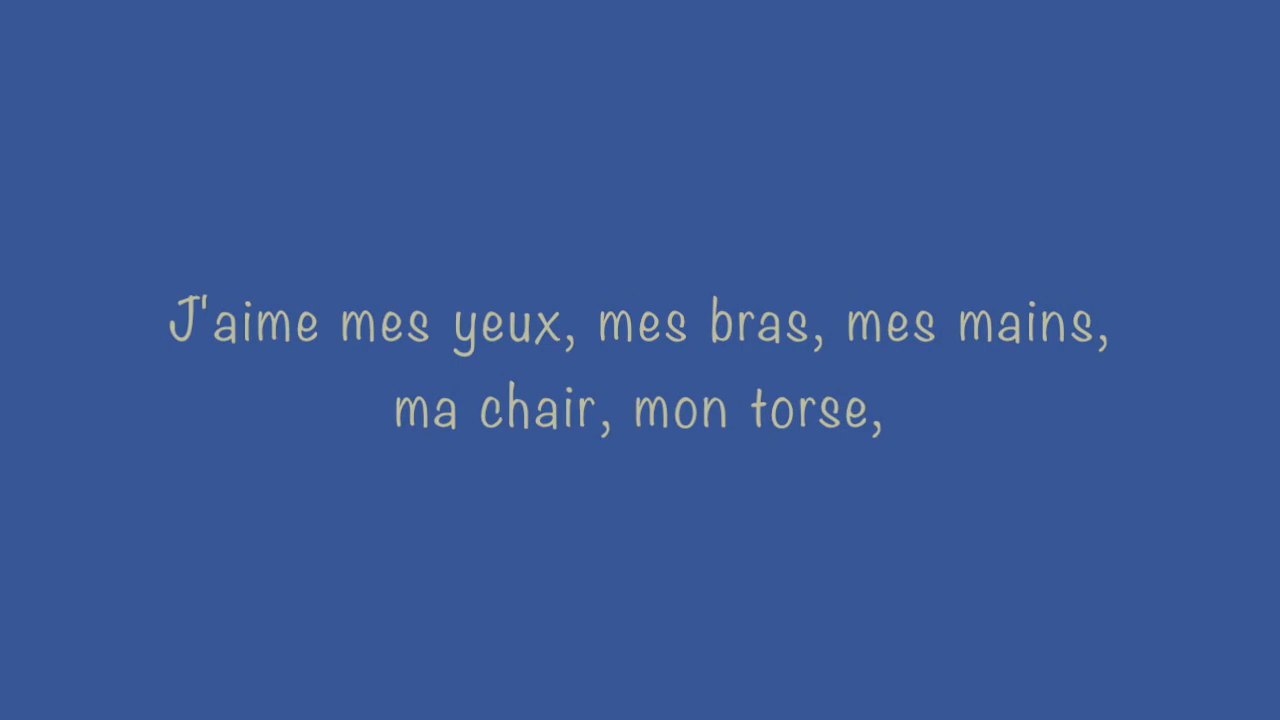 J'aime mes yeux, mes bras, mes mains,
ma chair, mon torse,